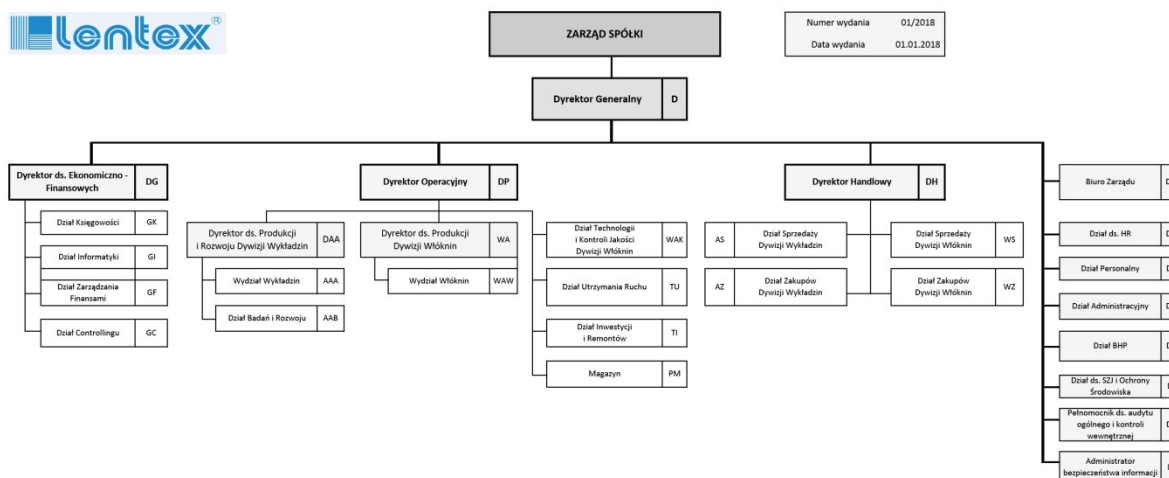 lentex®
ZARZĄD SPÓŁKI
Numer wydania 01/2018
Data wydania 01.01.2018
Dyrektor Generalny D
Dyrektor ds. Ekonomiczno -
Finansowych DG
Dział Księgowości GK
Dział Informatyki GI
Dział Zarządzania
Finansami GF
Dział Controllingu GC
Dyrektor Operacyjny DP
Dyrektor ds. Produkcji
i Rozwoju Dywizji Wykładzin DAA
Wydział Wykładzin AAA
Dział Badań i Rozwoju AAB
Dyrektor ds. Produkcji
Dywizji Włóknin WA
Wydział Włóknin WAW
Dział Technologii
i Kontroli Jakości
Dywizji Włóknin WAK
Dział Utrzymania Ruchu TU
Dział Inwestycji
i Remontów TI
Magazyn PM
Dyrektor Handlowy DH
AS Dział Sprzedaży
Dywizji Wykładzin
AZ Dział Zakupów
Dywizji Wykładzin
Dział Sprzedaży
Dywizji Włóknin WS
Dział Zakupów
Dywizji Włóknin WZ
Biuro Zarządu
Dział ds. HR
Dział Personalny
Dział Administracyjny
Dział BHP
Dział ds. SZJ i Ochrony
Środowiska
Pełnomocnik ds. audytu
ogólnego i kontroli
wewnętrznej
Administrator
bezpieczeństwa informacji